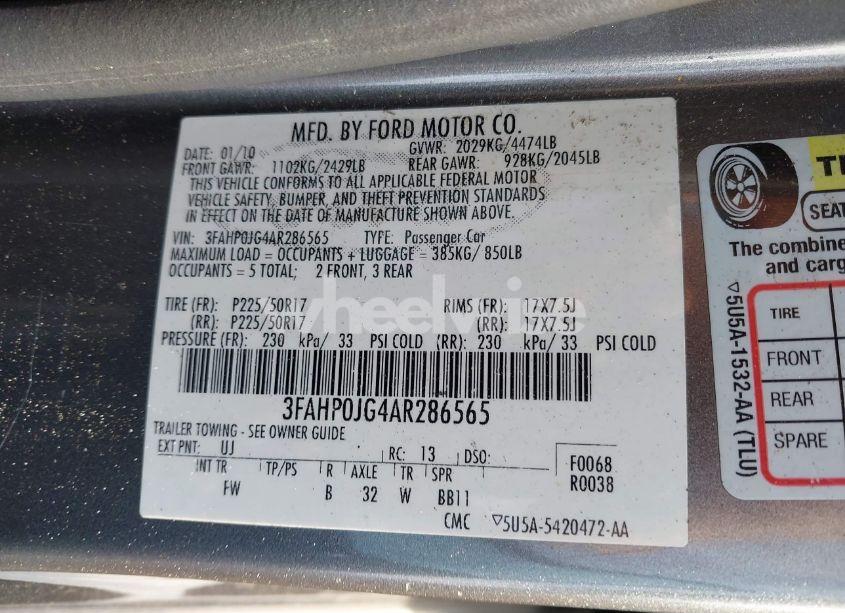 MFD. BY FORD MOTOR CO.
DATE: 01/10 GVWR: 2029KG/4474LB
FRONT GAWR: 1102KG/2429LB REAR GAWR: 928KG/2045LB
THIS VEHICLE CONFORMS TO ALL APPLICABLE FEDERAL MOTOR
VEHICLE SAFETY, BUMPER, AND THEFT PREVENTION STANDARDS
IN EFFECT ON THE DATE OF MANUFACTURE SHOWN ABOVE.
VIN: 3FAHP0JG4AR286565 TYPE: Passenger Car
MAXIMUM LOAD = OCCUPANTS + LUGGAGE = 385KG/ 850LB
OCCUPANTS = 5 TOTAL; 2 FRONT, 3 REAR
TIRE (FR): P225/50R17 RIMS (FR): 17X7.5J
(RR): P225/50R17 (RR): 17X7.5J
PRESSURE (FR): 230 kPa/ 33 PSI COLD (RR): 230 kPa/ 33 PSI COLD
3FAHP0JG4AR286565
TRAILER TOWING - SEE OWNER GUIDE
EXT PNT: UJ RC: 13 DSO: F0068
INT TR TP/PS R AXLE TR SPR R0038
FW B 32 W BB11
CMC ▽5U5A-5420472-AA
▽5U5A-1532-AA (TLU)
SEAT
The combine
and carg
TIRE
FRONT
REAR
SPARE